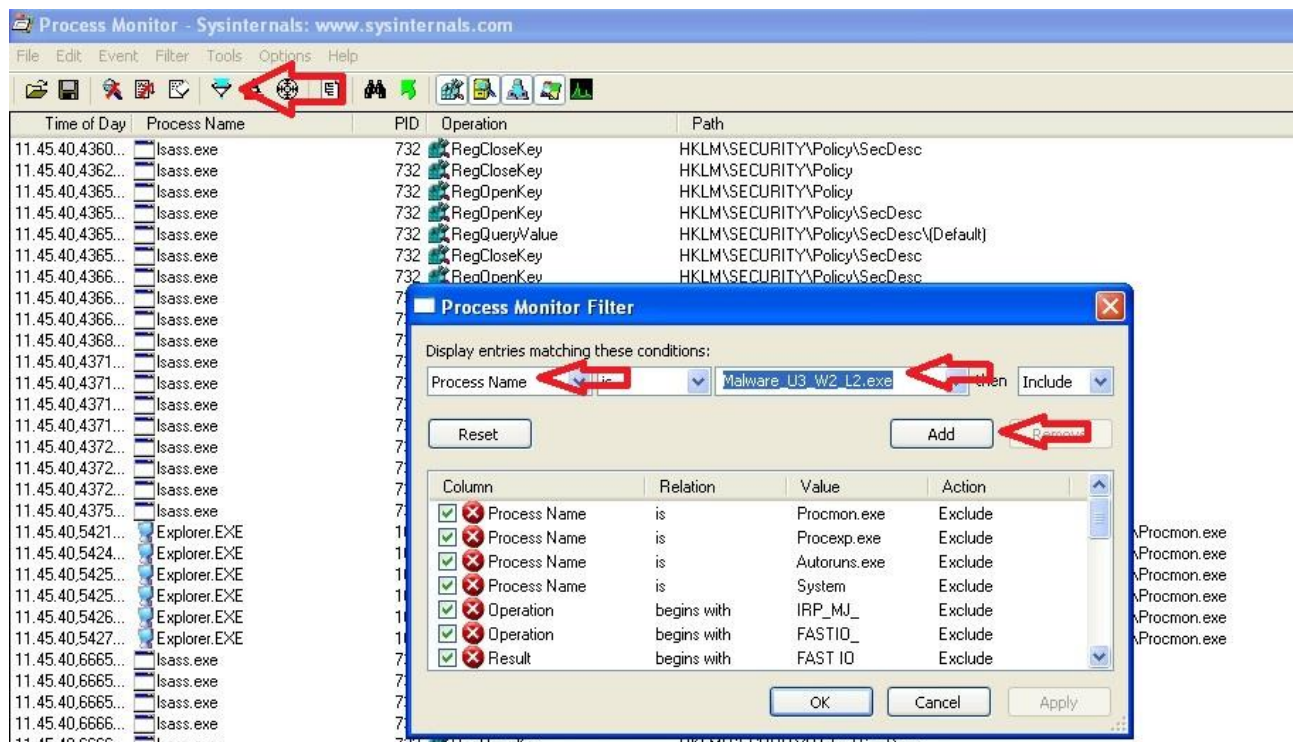 Process Monitor - Sysinternals: www.sysinternals.com
File Edit Event Filter Tools Options Help
Time of Day Process Name PID Operation Path
11.45.40,4360... lsass.exe 732 RegCloseKey HKLM\SECURITY\Policy\SecDesc
11.45.40,4362... lsass.exe 732 RegCloseKey HKLM\SECURITY\Policy
11.45.40,4365... lsass.exe 732 RegOpenKey HKLM\SECURITY\Policy
11.45.40,4365... lsass.exe 732 RegOpenKey HKLM\SECURITY\Policy\SecDesc
11.45.40,4365... lsass.exe 732 RegQueryValue HKLM\SECURITY\Policy\SecDesc\(Default)
11.45.40,4365... lsass.exe 732 RegCloseKey HKLM\SECURITY\Policy\SecDesc
11.45.40,4366... lsass.exe 732 RegOpenKey HKLM\SECURITY\Policy\SecDesc
11.45.40,4366... lsass.exe
11.45.40,4366... lsass.exe
11.45.40,4368... lsass.exe
11.45.40,4371... lsass.exe
11.45.40,4371... lsass.exe
11.45.40,4371... lsass.exe
11.45.40,4371... lsass.exe
11.45.40,4372... lsass.exe
11.45.40,4372... lsass.exe
11.45.40,4372... lsass.exe
11.45.40,4375... lsass.exe
11.45.40,5421... Explorer.EXE \Procmon.exe
11.45.40,5424... Explorer.EXE \Procmon.exe
11.45.40,5425... Explorer.EXE \Procmon.exe
11.45.40,5425... Explorer.EXE \Procmon.exe
11.45.40,5426... Explorer.EXE \Procmon.exe
11.45.40,5427... Explorer.EXE \Procmon.exe
11.45.40,6665... lsass.exe
11.45.40,6665... lsass.exe
11.45.40,6665... lsass.exe
11.45.40,6666... lsass.exe
Process Monitor Filter
Display entries matching these conditions:
Process Name is Malware_U3_W2_L2.exe then Include
Reset Add Remove
Column Relation Value Action
Process Name is Procmon.exe Exclude
Process Name is Procexp.exe Exclude
Process Name is Autoruns.exe Exclude
Process Name is System Exclude
Operation begins with IRP_MJ_ Exclude
Operation begins with FASTIO_ Exclude
Result begins with FAST IO Exclude
OK Cancel Apply